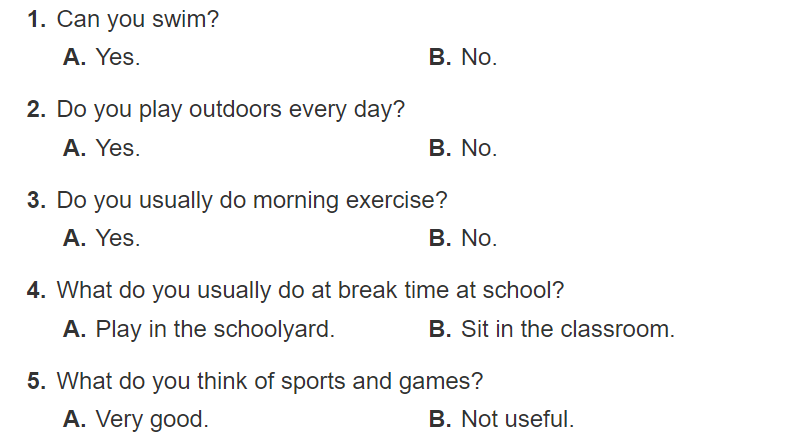 1. Can you swim?
A. Yes. B. No.
2. Do you play outdoors every day?
A. Yes. B. No.
3. Do you usually do morning exercise?
A. Yes. B. No.
4. What do you usually do at break time at school?
A. Play in the schoolyard. B. Sit in the classroom.
5. What do you think of sports and games?
A. Very good. B. Not useful.